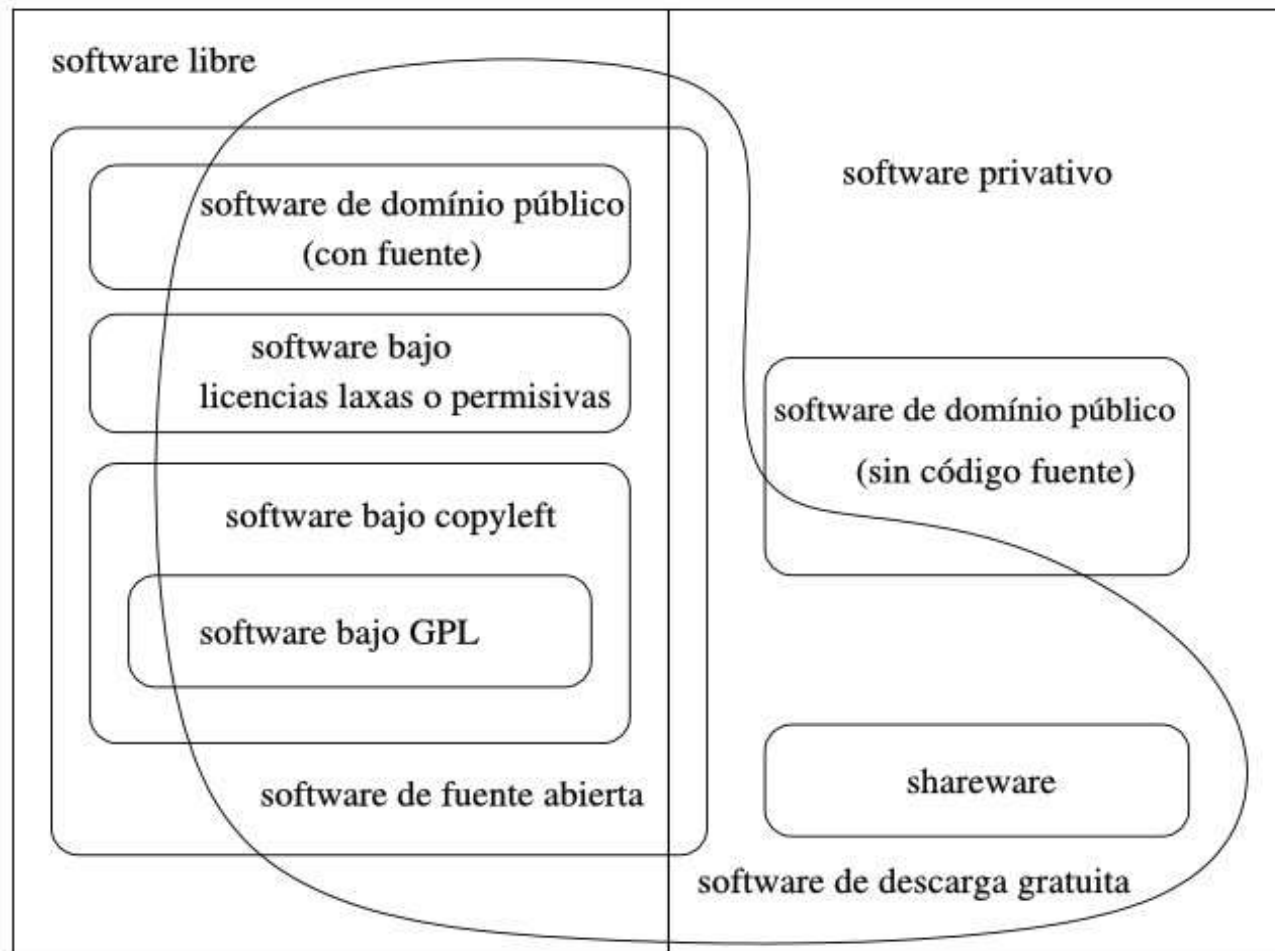 software libre
software de domínio público
(con fuente)
software bajo
licencias laxas o permisivas
software bajo copyleft
software bajo GPL
software de fuente abierta
software privativo
software de domínio público
(sin código fuente)
shareware
software de descarga gratuita